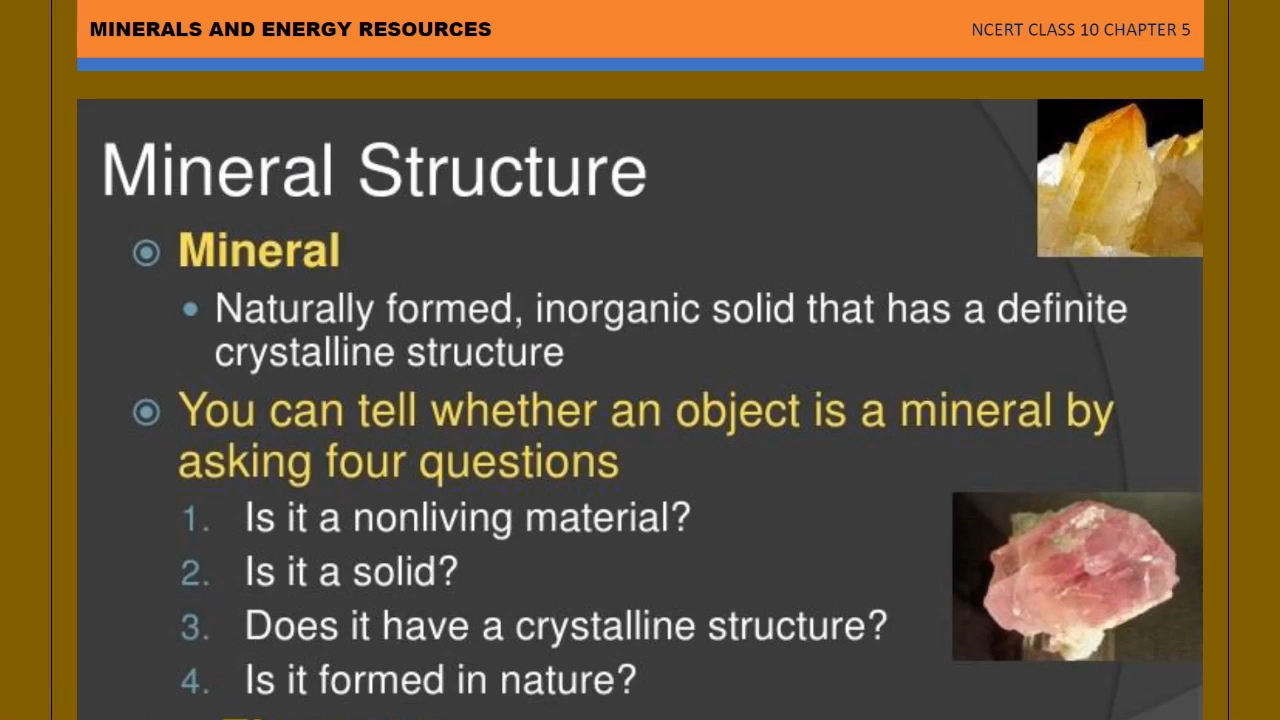 MINERALS AND ENERGY RESOURCES
NCERT CLASS 10 CHAPTER 5
Mineral Structure
Mineral
Naturally formed, inorganic solid that has a definite
crystalline structure
You can tell whether an object is a mineral by
asking four questions
1. Is it a nonliving material?
2. Is it a solid?
3. Does it have a crystalline structure?
4. Is it formed in nature?